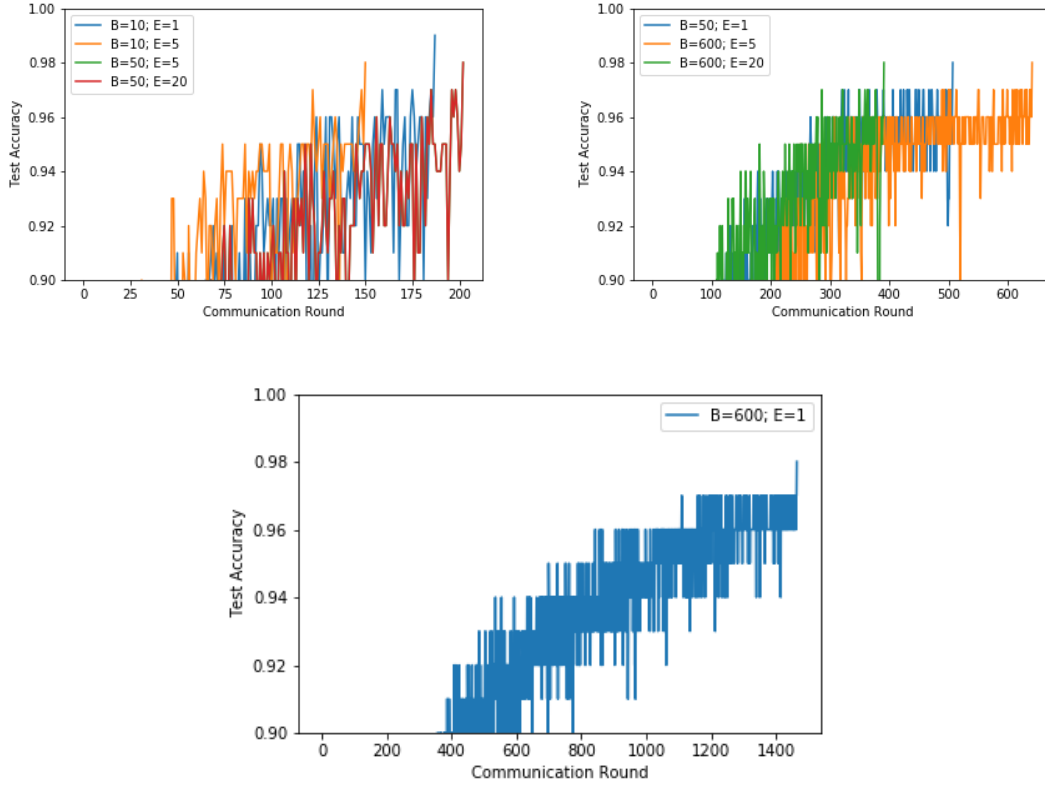 B=10; E=1
B=10; E=5
B=50; E=5
B=50; E=20
1.00
0.98
0.96
0.94
0.92
0.90
Test Accuracy
0 25 50 75 100 125 150 175 200
Communication Round
B=50; E=1
B=600; E=5
B=600; E=20
1.00
0.98
0.96
0.94
0.92
0.90
Test Accuracy
0 100 200 300 400 500 600
Communication Round
B=600; E=1
1.00
0.98
0.96
0.94
0.92
0.90
Test Accuracy
0 200 400 600 800 1000 1200 1400
Communication Round